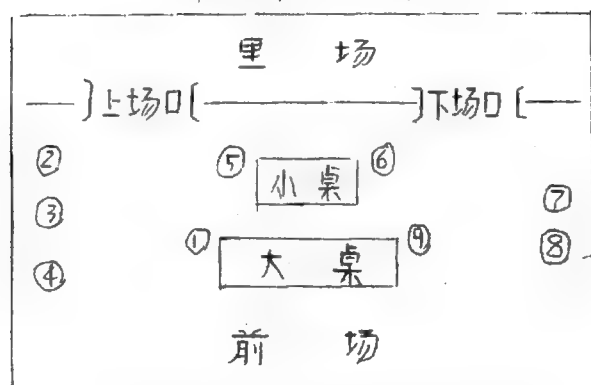 里 场
上场口 下场口
② ⑤ 小桌 ⑥
③ ⑦
① 大 桌 ⑨ ⑧
④
前 场